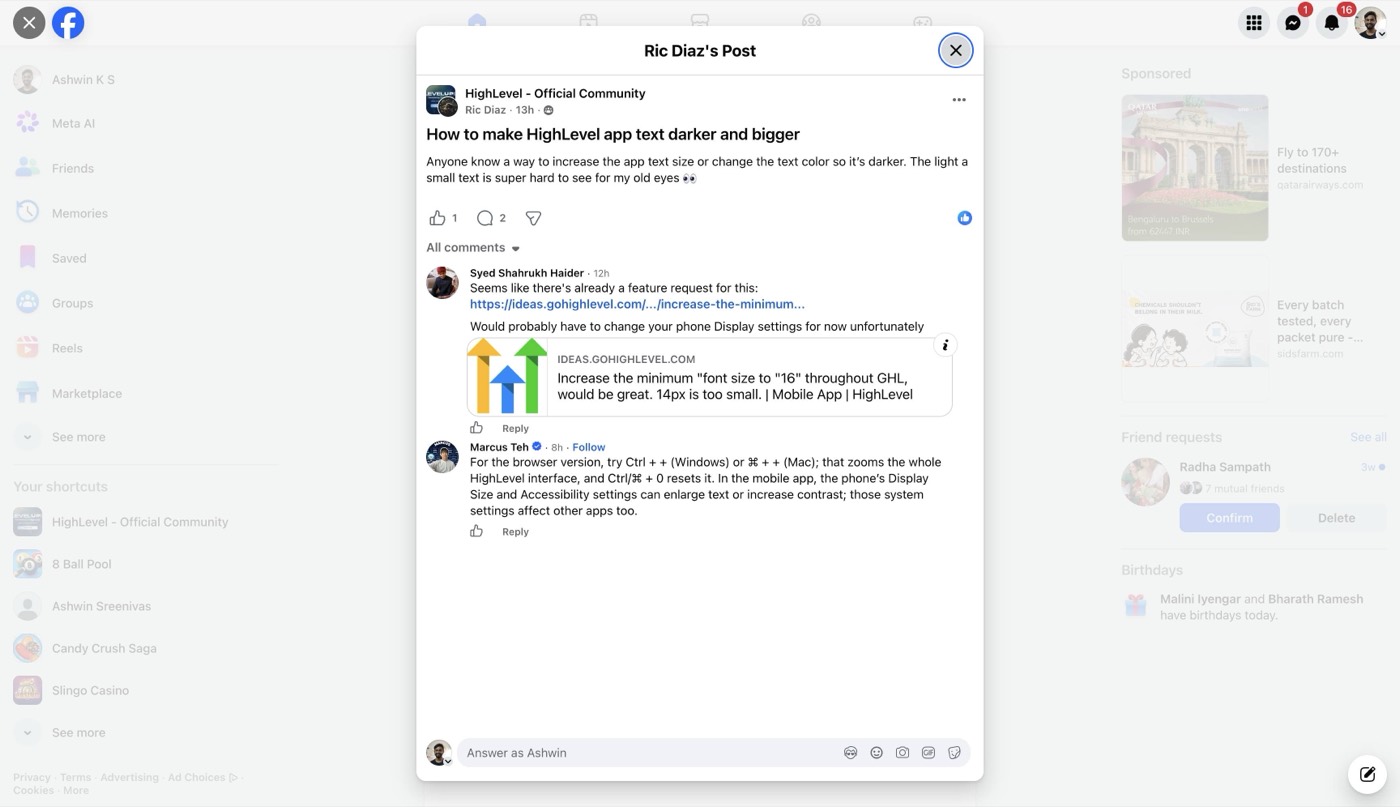 1
16
Ashwin K S
Meta AI
Friends
Memories
Saved
Groups
Reels
Marketplace
See more
Your shortcuts
HighLevel - Official Community
8 Ball Pool
Ashwin Sreenivas
Candy Crush Saga
Slingo Casino
See more
Privacy · Terms · Advertising · Ad Choices ·
Cookies · More
Ric Diaz's Post
HighLevel - Official Community
Ric Diaz · 13h ·
How to make HighLevel app text darker and bigger
Anyone know a way to increase the app text size or change the text color so it’s darker. The light a
small text is super hard to see for my old eyes 👀
1 2
All comments
Syed Shahrukh Haider · 12h
Seems like there's already a feature request for this:
https://ideas.gohighlevel.com/.../increase-the-minimum...
Would probably have to change your phone Display settings for now unfortunately
IDEAS.GOHIGHLEVEL.COM
Increase the minimum "font size to "16" throughout GHL,
would be great. 14px is too small. | Mobile App | HighLevel
Reply
Marcus Teh · 8h · Follow
For the browser version, try Ctrl + + (Windows) or ⌘ + + (Mac); that zooms the whole
HighLevel interface, and Ctrl/⌘ + 0 resets it. In the mobile app, the phone’s Display
Size and Accessibility settings can enlarge text or increase contrast; those system
settings affect other apps too.
Reply
Answer as Ashwin
GIF
Sponsored
QATAR
Bengaluru to Brussels
Fly to 170+
destinations
qatarairways.com
CHEMICALS SHOULDN'T
BELONG IN THEIR MILK.
Every batch
tested, every
packet pure -...
sidsfarm.com
Friend requests
See all
Radha Sampath
3w
7 mutual friends
Confirm
Delete
Birthdays
Malini Iyengar and Bharath Ramesh
have birthdays today.